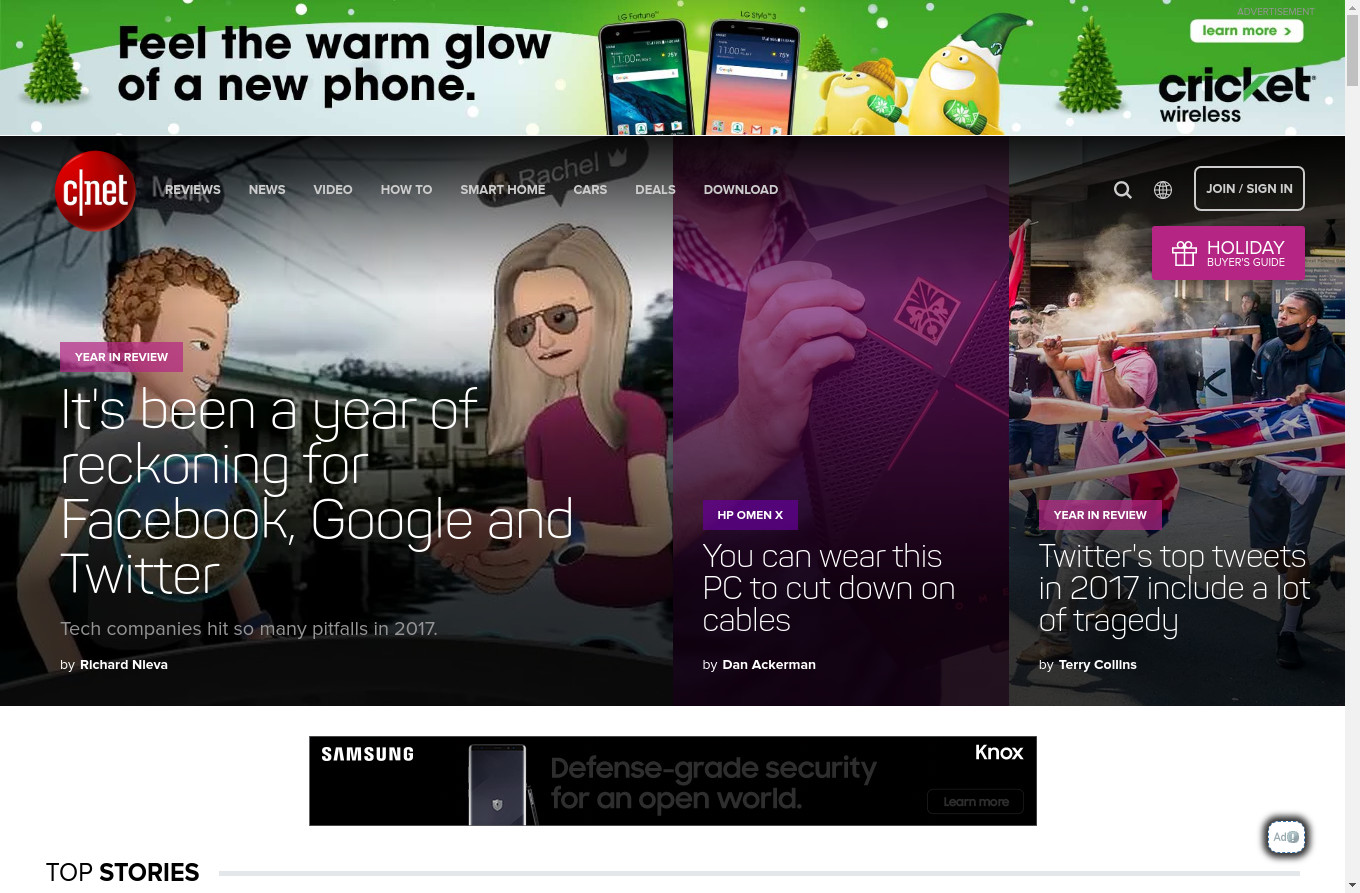 ADVERTISEMENT
Feel the warm glow
of a new phone.
LG Fortune™
LG Stylo™ 3
learn more >
cricket
wireless
c|net
Mark
Rachel
REVIEWS NEWS VIDEO HOW TO SMART HOME CARS DEALS DOWNLOAD
JOIN / SIGN IN
HOLIDAY
BUYER'S GUIDE
YEAR IN REVIEW
It's been a year of
reckoning for
Facebook, Google and
Twitter
Tech companies hit so many pitfalls in 2017.
by Richard Nieva
HP OMEN X
You can wear this
PC to cut down on
cables
by Dan Ackerman
YEAR IN REVIEW
Twitter's top tweets
in 2017 include a lot
of tragedy
by Terry Collins
SAMSUNG
Knox
Defense-grade security
for an open world.
Learn more
Ad
TOP STORIES